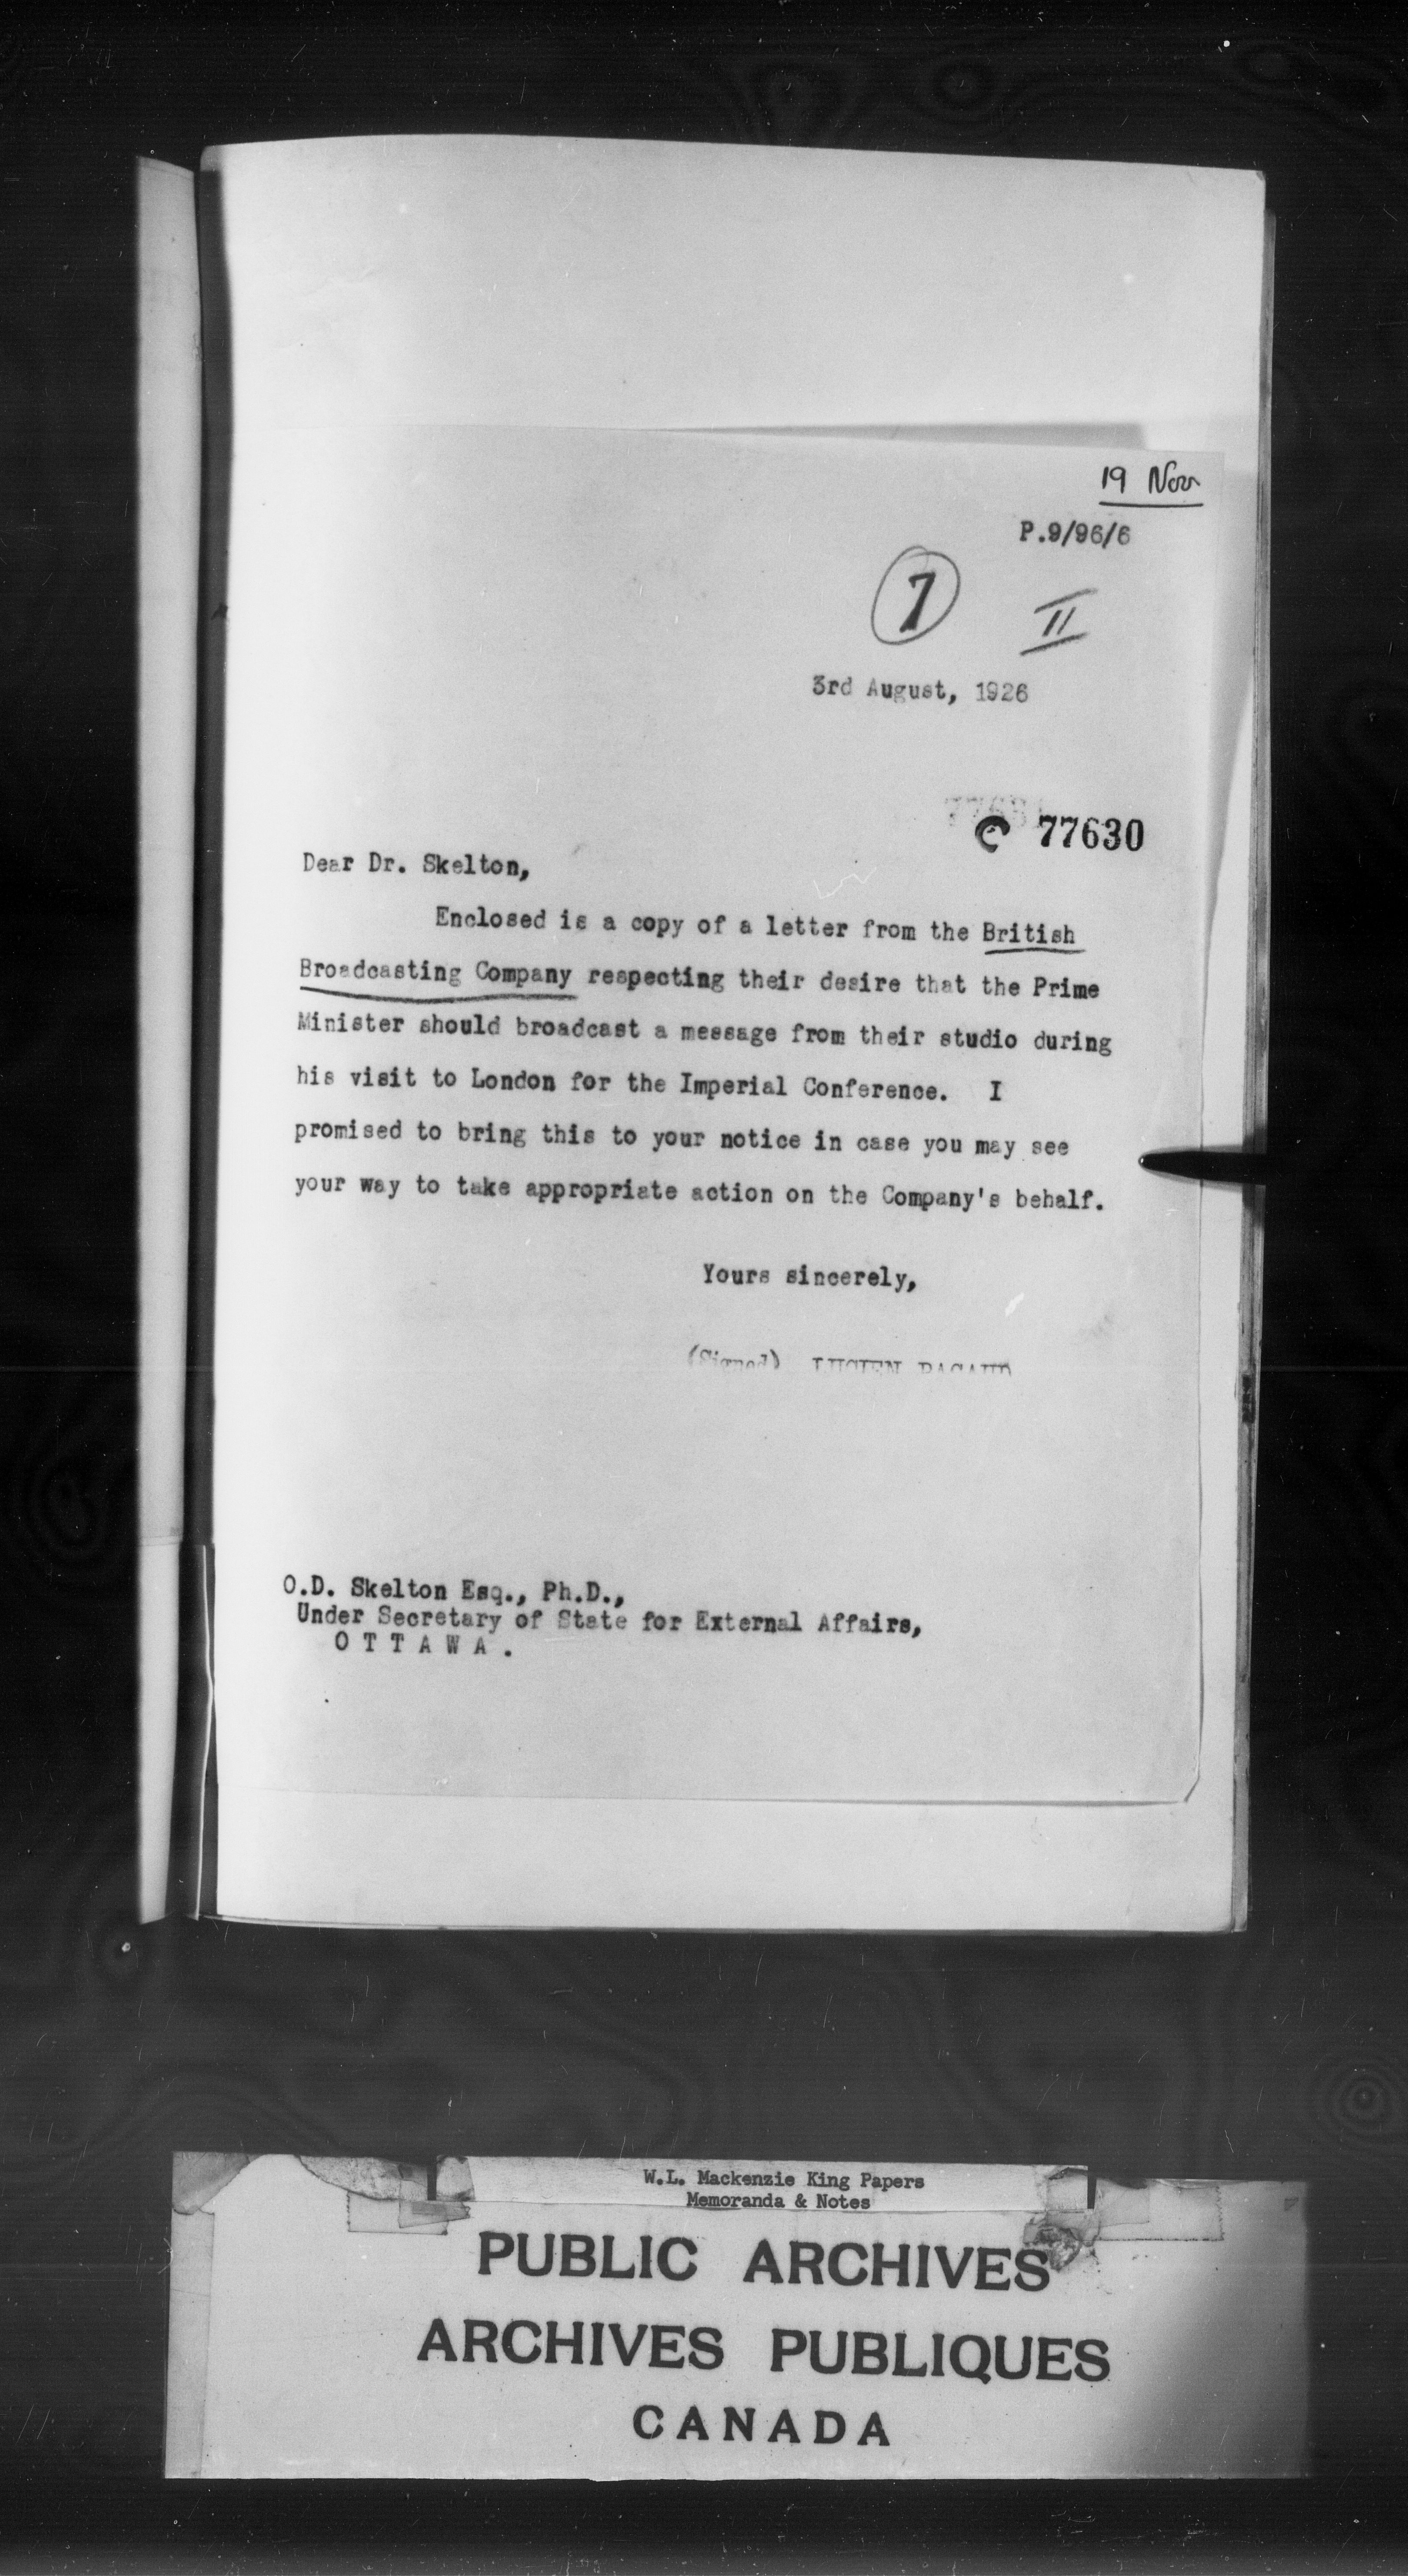 19 Nov
P.9/96/6
7 II
3rd August, 1926
C 77630
Dear Dr. Skelton,
Enclosed is a copy of a letter from the British
Broadcasting Company respecting their desire that the Prime
Minister should broadcast a message from their studio during
his visit to London for the Imperial Conference. I
promised to bring this to your notice in case you may see
your way to take appropriate action on the Company's behalf.
Yours sincerely,
(Signed) LUCIEN PACAUD
O.D. Skelton Esq., Ph.D.,
Under Secretary of State for External Affairs,
O T T A W A .
W.L. Mackenzie King Papers
Memoranda & Notes
PUBLIC ARCHIVES
ARCHIVES PUBLIQUES
CANADA